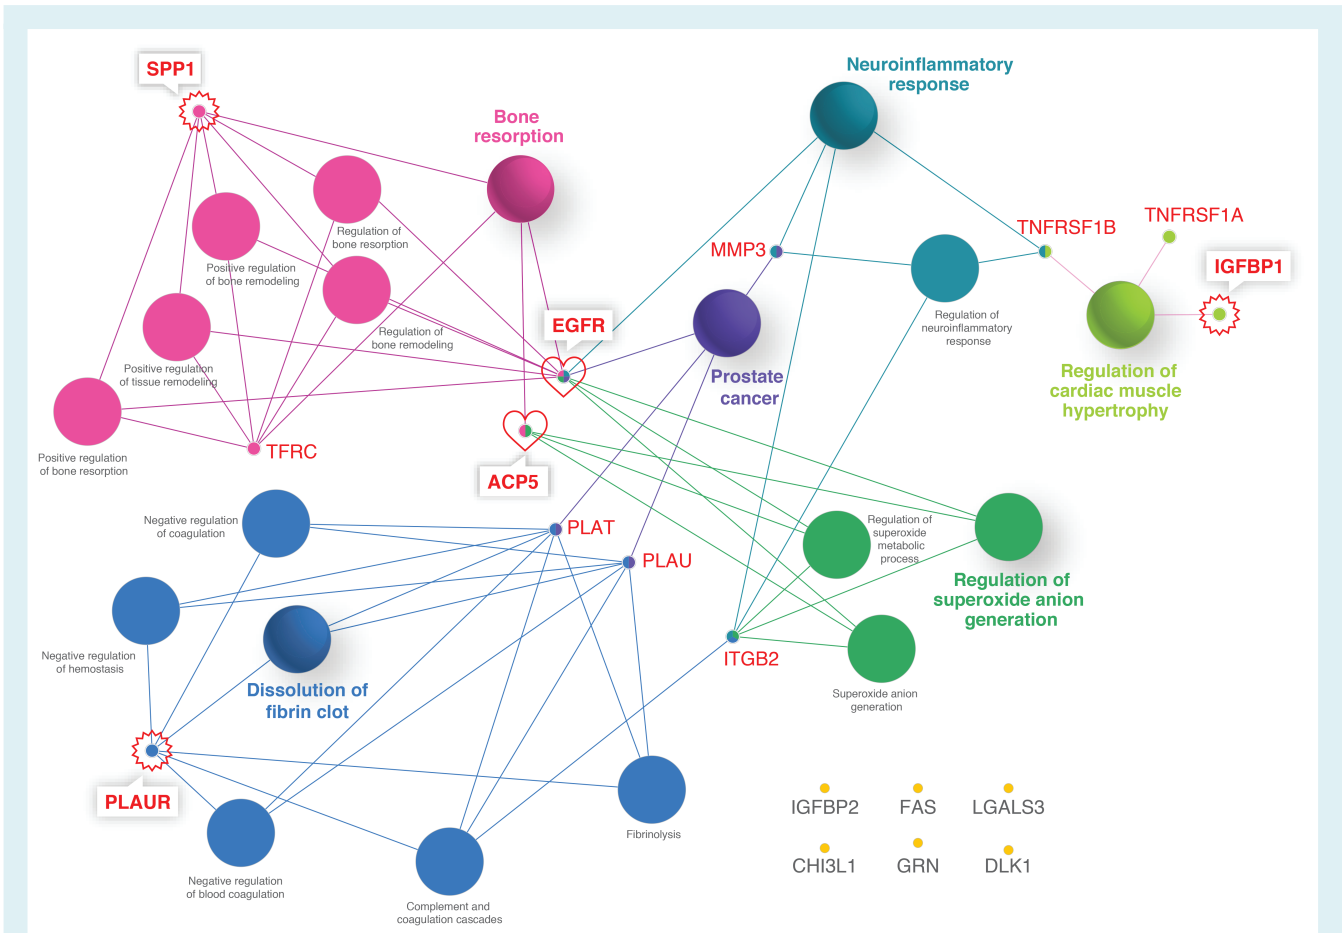 SPP1
Bone
resorption
Neuroinflammatory
response
Regulation of
bone resorption
Positive regulation
of bone remodeling
MMP3
TNFRSF1B
TNFRSF1A
IGFBP1
Regulation of
bone remodeling
EGFR
Regulation of
neuroinflammatory
response
Positive regulation
of tissue remodeling
Prostate
cancer
Regulation of
cardiac muscle
hypertrophy
Positive regulation
of bone resorption
TFRC
ACP5
Negative regulation
of coagulation
PLAT
PLAU
Regulation of
superoxide
metabolic
process
Regulation of
superoxide anion
generation
Negative regulation
of hemostasis
Dissolution of
fibrin clot
ITGB2
Superoxide anion
generation
PLAUR
Fibrinolysis
Negative regulation
of blood coagulation
Complement and
coagulation cascades
IGFBP2
FAS
LGALS3
CHI3L1
GRN
DLK1